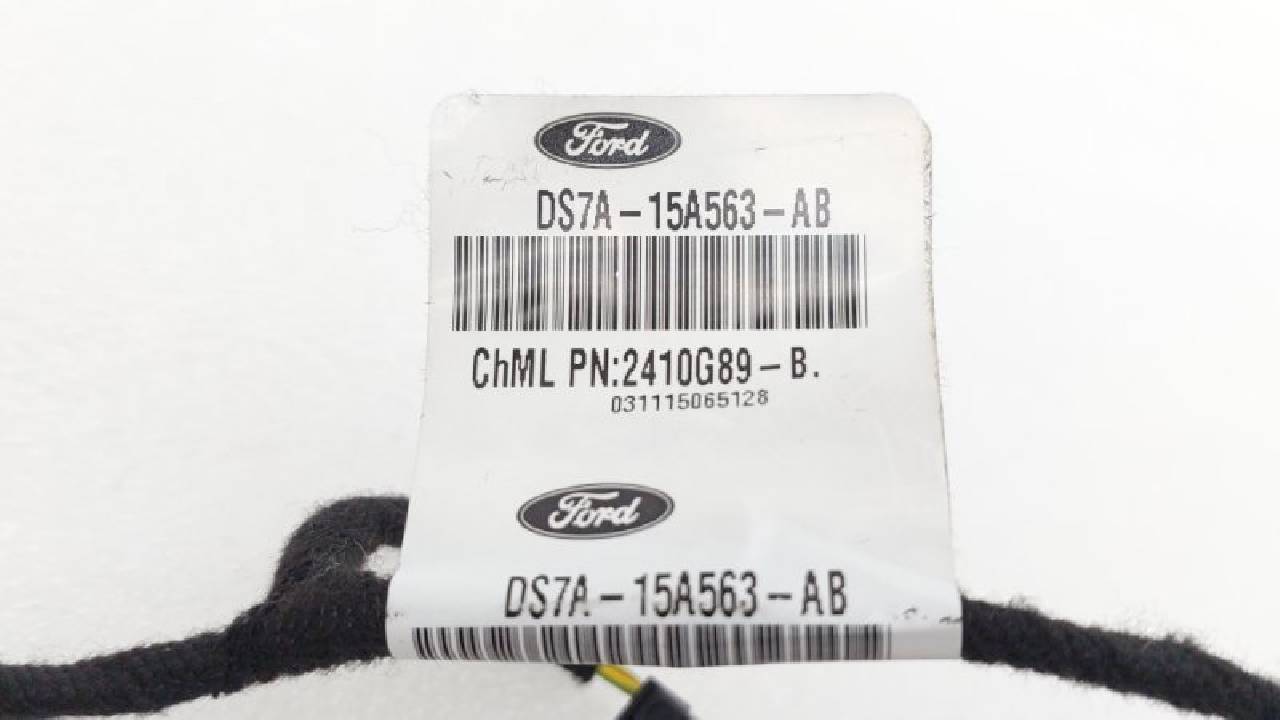 Ford
DS7A-15A563-AB
ChML PN:2410G89-B.
031115065128
Ford
DS7A-15A563-AB